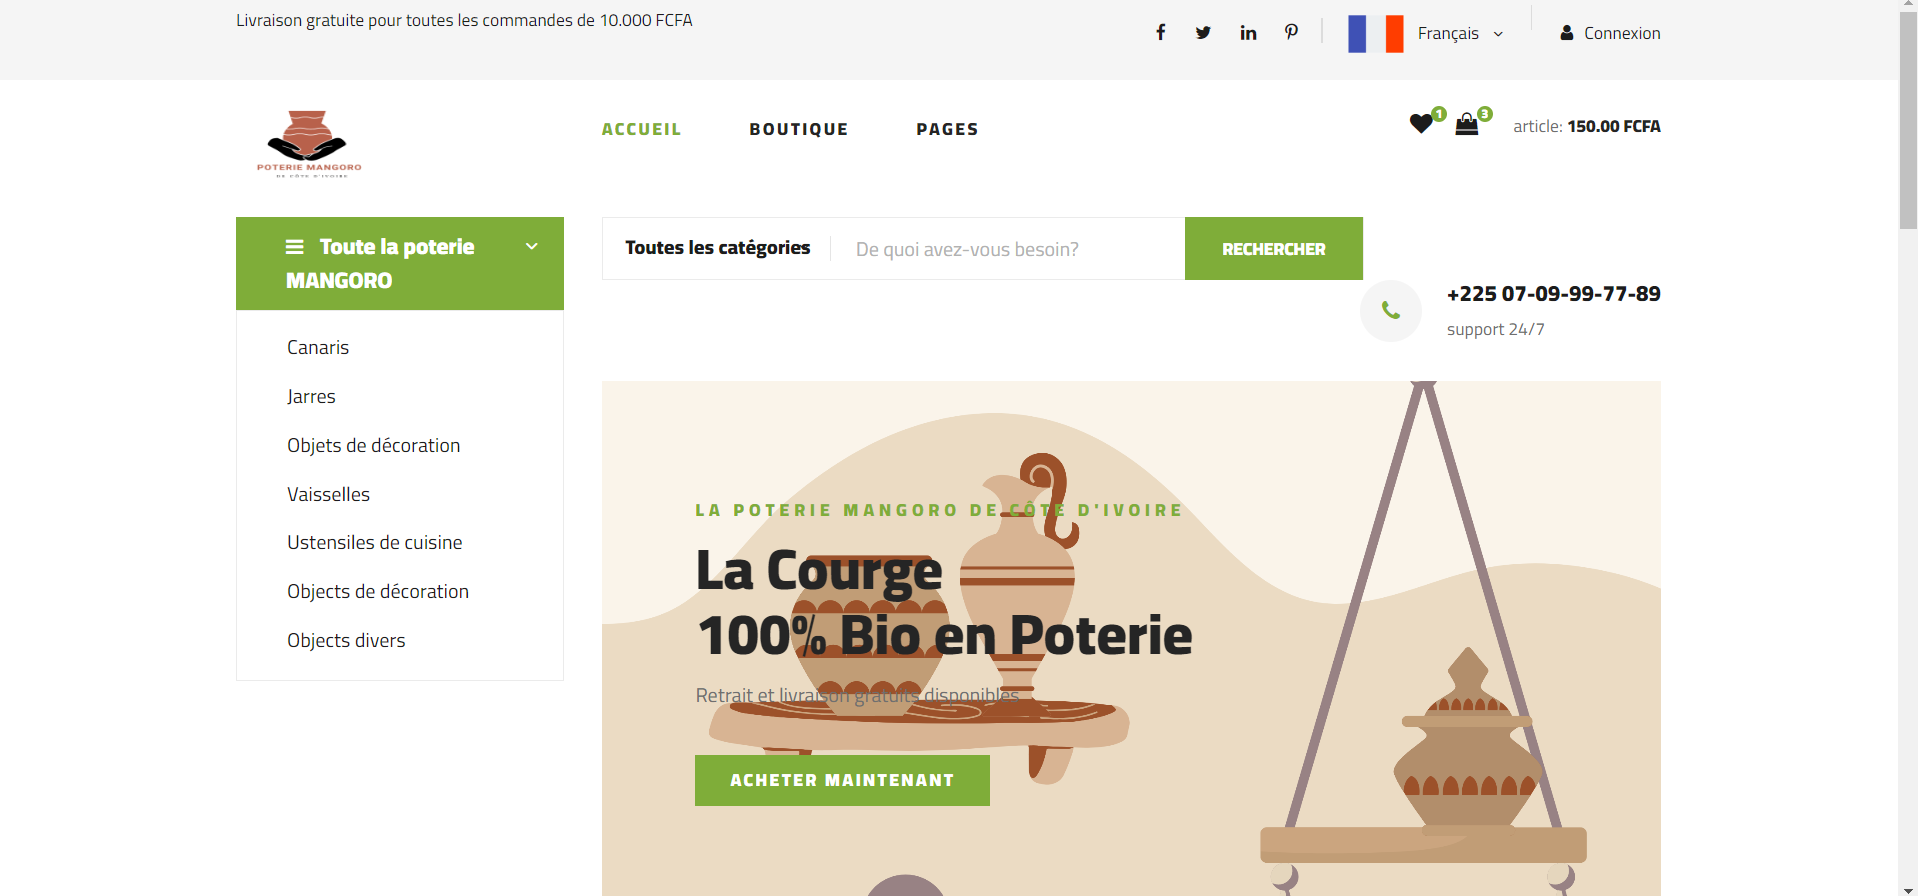 Livraison gratuite pour toutes les commandes de 10.000 FCFA
Français
Connexion
POTERIE MANGORO
DE CÔTE D'IVOIRE
ACCUEIL
BOUTIQUE
PAGES
1
3
article: 150.00 FCFA
Toute la poterie
MANGORO
Toutes les catégories
De quoi avez-vous besoin?
RECHERCHER
+225 07-09-99-77-89
support 24/7
Canaris
Jarres
Objets de décoration
Vaisselles
Ustensiles de cuisine
Objects de décoration
Objects divers
LA POTERIE MANGORO DE CÔTE D'IVOIRE
La Courge
100% Bio en Poterie
Retrait et livraison gratuits disponibles
ACHETER MAINTENANT